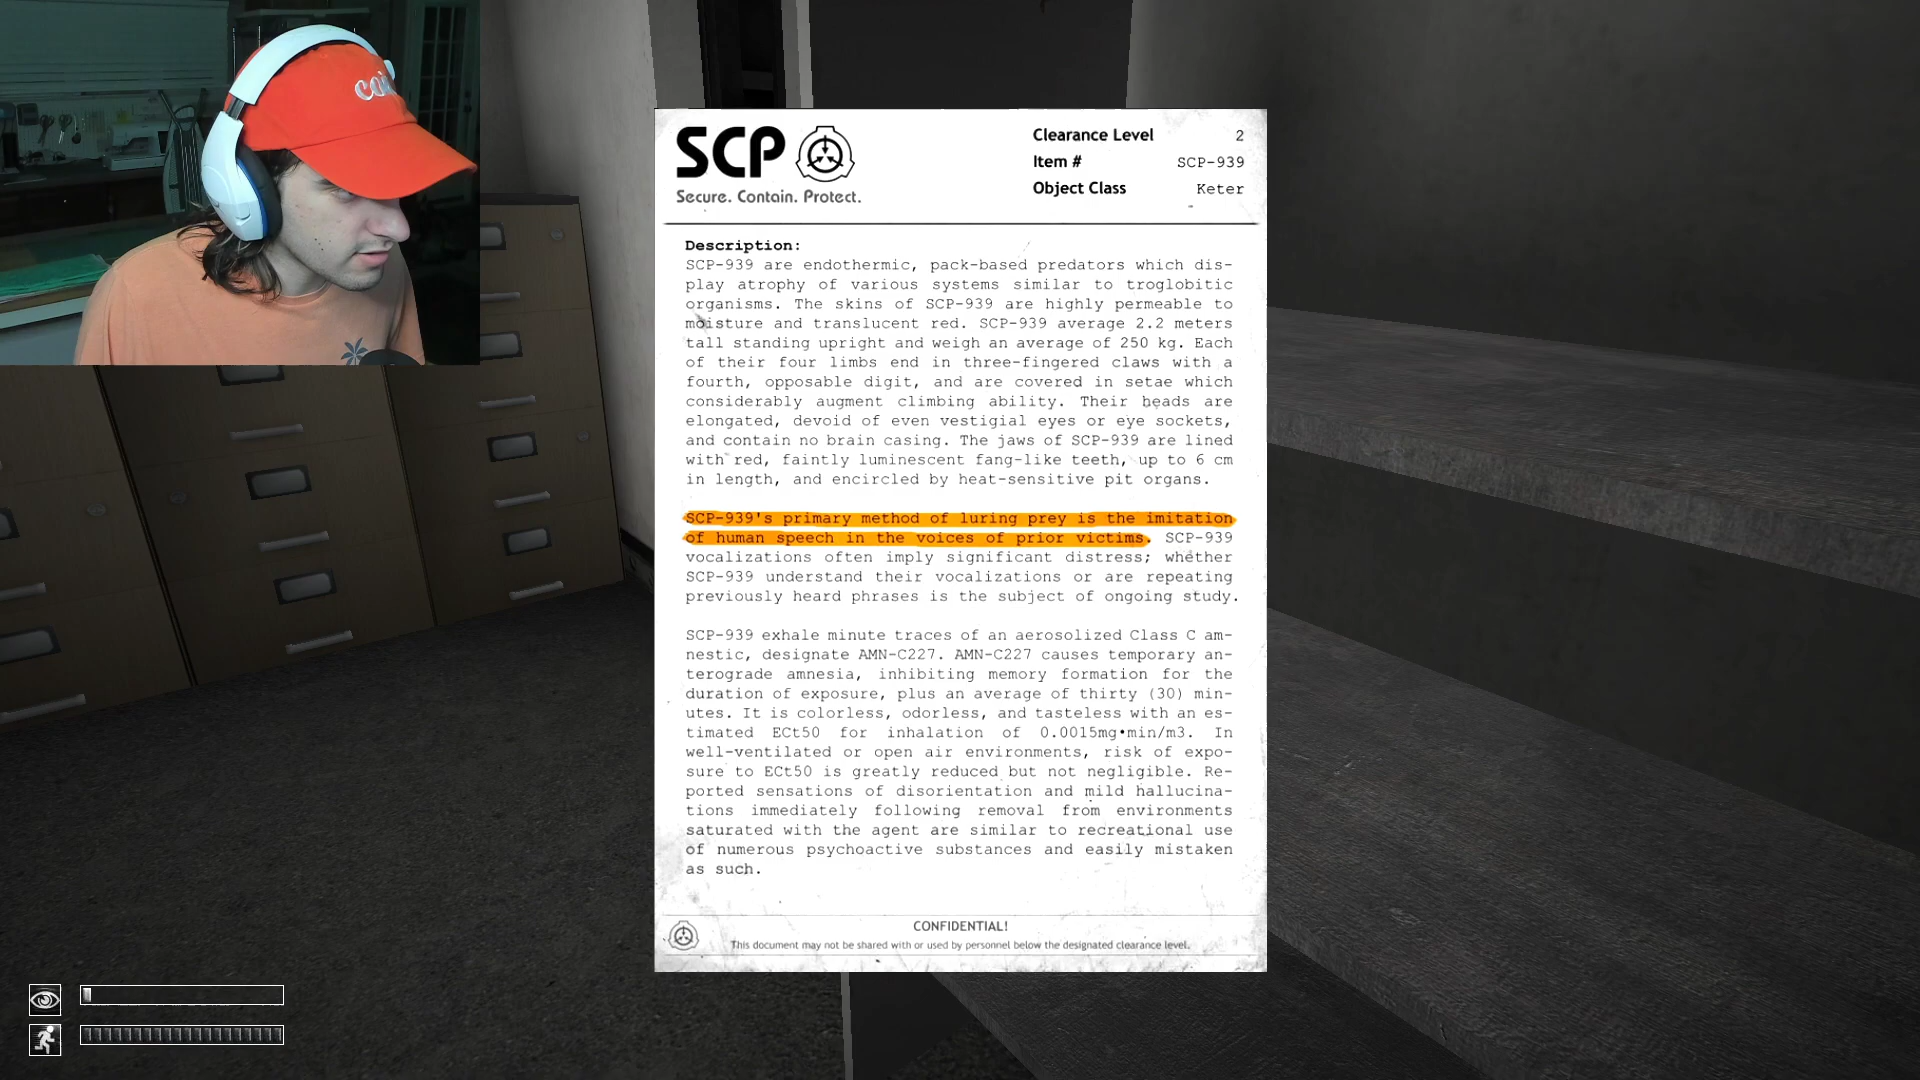 SCP
Secure. Contain. Protect.
Clearance Level 2
Item # SCP-939
Object Class Keter
Description:
SCP-939 are endothermic, pack-based predators which dis-
play atrophy of various systems similar to troglobitic
organisms. The skins of SCP-939 are highly permeable to
moisture and translucent red. SCP-939 average 2.2 meters
tall standing upright and weigh an average of 250 kg. Each
of their four limbs end in three-fingered claws with a
fourth, opposable digit, and are covered in setae which
considerably augment climbing ability. Their heads are
elongated, devoid of even vestigial eyes or eye sockets,
and contain no brain casing. The jaws of SCP-939 are lined
with red, faintly luminescent fang-like teeth, up to 6 cm
in length, and encircled by heat-sensitive pit organs.
SCP-939's primary method of luring prey is the imitation
of human speech in the voices of prior victims. SCP-939
vocalizations often imply significant distress; whether
SCP-939 understand their vocalizations or are repeating
previously heard phrases is the subject of ongoing study.
SCP-939 exhale minute traces of an aerosolized Class C am-
nestic, designate AMN-C227. AMN-C227 causes temporary an-
terograde amnesia, inhibiting memory formation for the
duration of exposure, plus an average of thirty (30) min-
utes. It is colorless, odorless, and tasteless with an es-
timated ECt50 for inhalation of 0.0015mg•min/m3. In
well-ventilated or open air environments, risk of expo-
sure to ECt50 is greatly reduced but not negligible. Re-
ported sensations of disorientation and mild hallucina-
tions immediately following removal from environments
saturated with the agent are similar to recreational use
of numerous psychoactive substances and easily mistaken
as such.
CONFIDENTIAL!
This document may not be shared with or used by personnel below the designated clearance level.